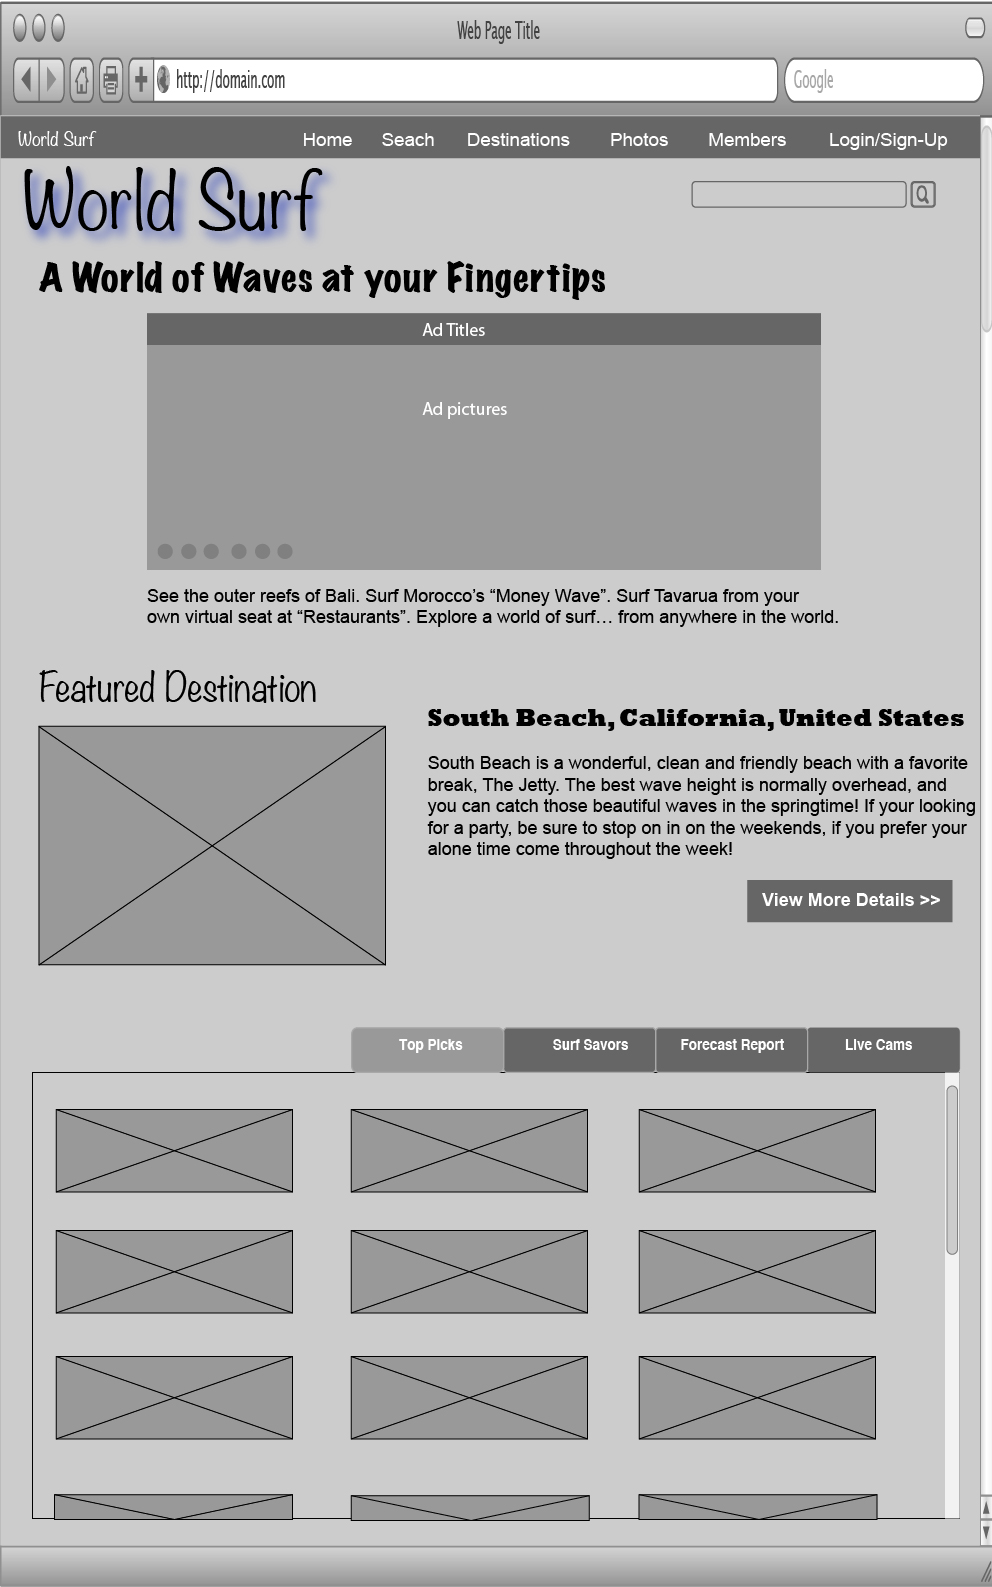 Web Page Title
http://domain.com
Google
World Surf
Home Seach Destinations Photos Members Login/Sign-Up
World Surf
A World of Waves at your Fingertips
Ad Titles
Ad pictures
See the outer reefs of Bali. Surf Morocco’s “Money Wave”. Surf Tavarua from your
own virtual seat at “Restaurants”. Explore a world of surf… from anywhere in the world.
Featured Destination
South Beach, California, United States
South Beach is a wonderful, clean and friendly beach with a favorite
break, The Jetty. The best wave height is normally overhead, and
you can catch those beautiful waves in the springtime! If your looking
for a party, be sure to stop on in on the weekends, if you prefer your
alone time come throughout the week!
View More Details >>
Top Picks Surf Savors Forecast Report Live Cams